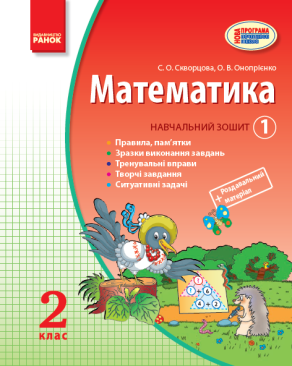 ВИДАВНИЦТВО
РАНОК
НОВА
ПРОГРАМА
С. О. Скворцова, О. В. Онопрієнко
Математика
НАВЧАЛЬНИЙ ЗОШИТ 1
Правила, пам'ятки
Зразки виконання завдань
Тренувальні вправи
Творчі завдання
Ситуативні задачі
+ Роздавальний
матеріал
2
клас